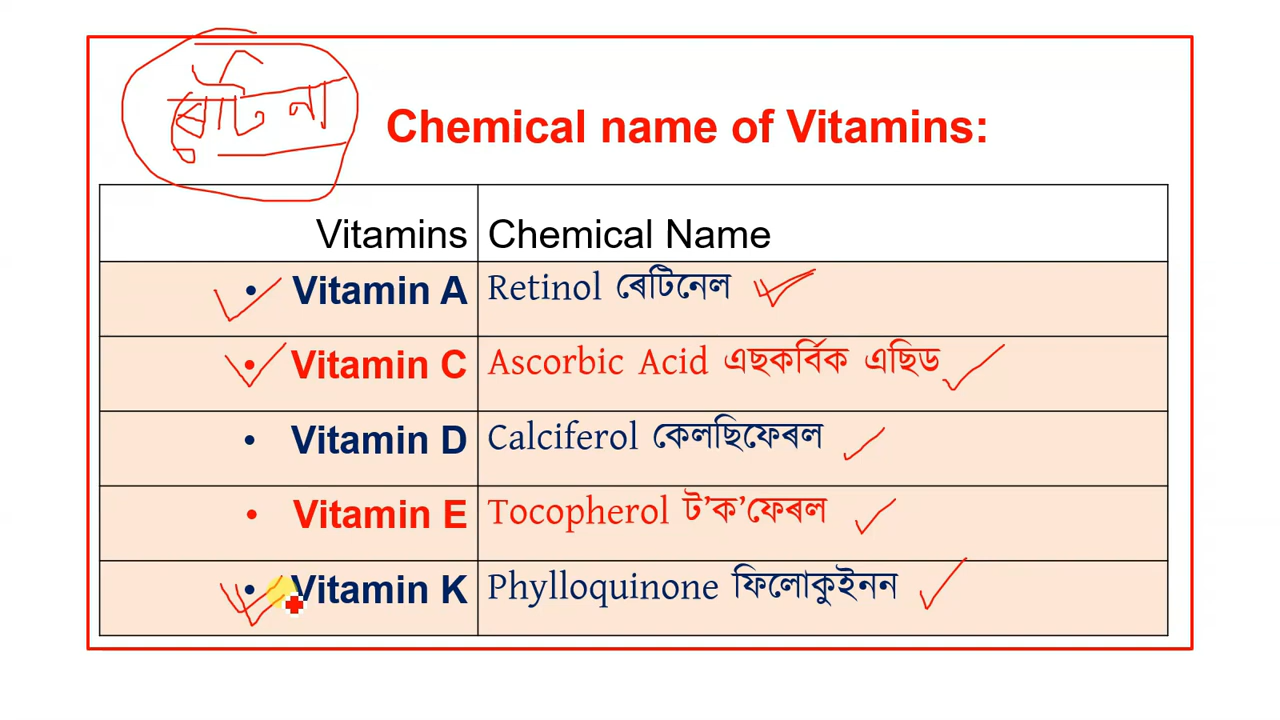 ৰেটিনা
Chemical name of Vitamins:
Vitamins Chemical Name
• Vitamin A Retinol ৰেটিনেল
• Vitamin C Ascorbic Acid এছকৰ্বিক এছিড
• Vitamin D Calciferol কেলছিফেৰল
• Vitamin E Tocopherol ট’ক’ফেৰল
• Vitamin K Phylloquinone ফিলোকুইনন